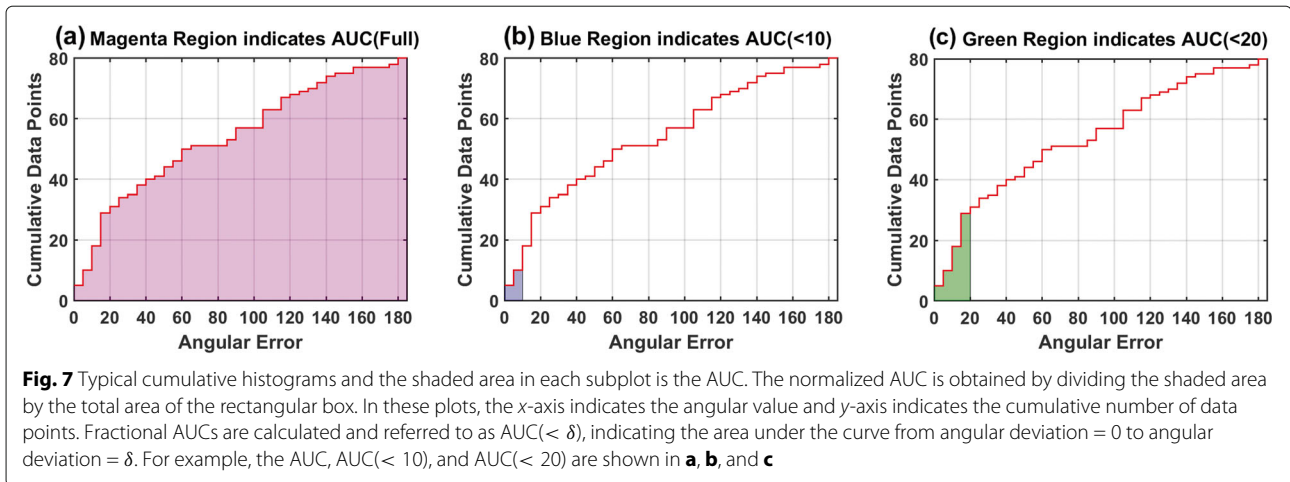 (a) Magenta Region indicates AUC(Full)
80
60
40
20
0
Cumulative Data Points
0 20 40 60 80 100 120 140 160 180
Angular Error
(b) Blue Region indicates AUC(<10)
80
60
40
20
0
Cumulative Data Points
0 20 40 60 80 100 120 140 160 180
Angular Error
(c) Green Region indicates AUC(<20)
80
60
40
20
0
Cumulative Data Points
0 20 40 60 80 100 120 140 160 180
Angular Error
Fig. 7 Typical cumulative histograms and the shaded area in each subplot is the AUC. The normalized AUC is obtained by dividing the shaded area
by the total area of the rectangular box. In these plots, the x-axis indicates the angular value and y-axis indicates the cumulative number of data
points. Fractional AUCs are calculated and referred to as AUC(< δ), indicating the area under the curve from angular deviation = 0 to angular
deviation = δ. For example, the AUC, AUC(< 10), and AUC(< 20) are shown in a, b, and c